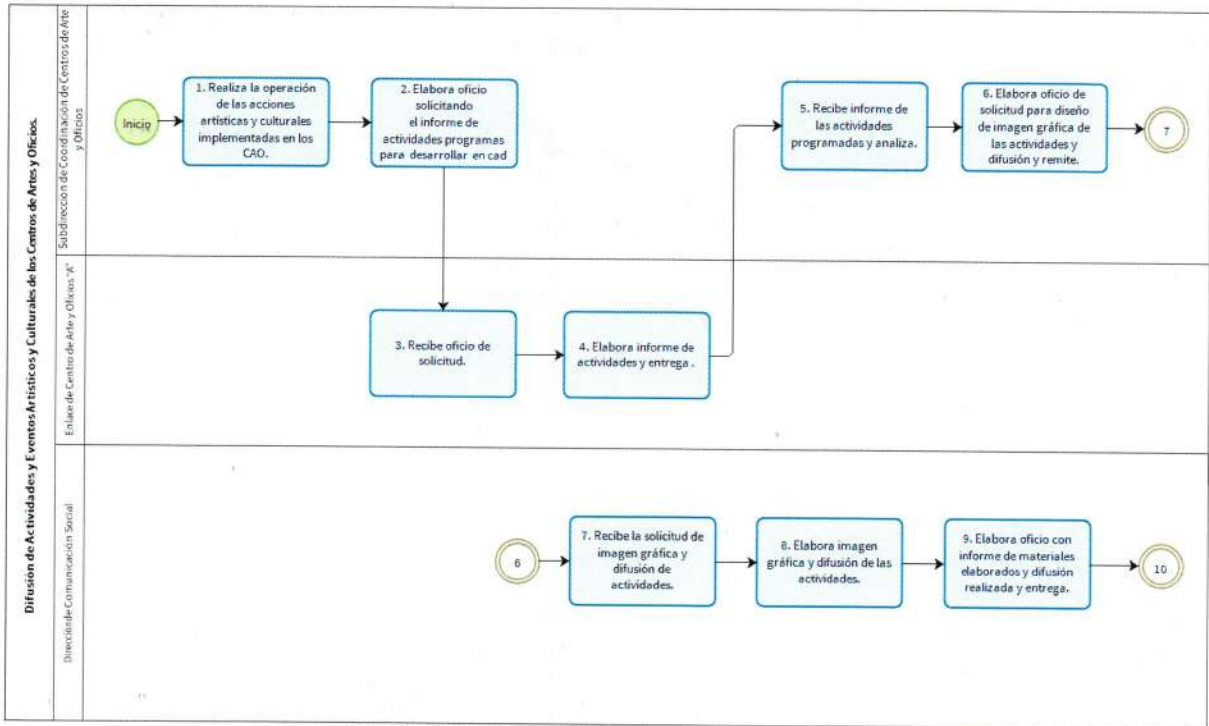 Difusión de Actividades y Eventos Artísticos y Culturales de los Centros de Artes y Oficios.
Subdirección de Coordinación de Centros de Arte
y Oficios
Inicio
1. Realiza la operación
de las acciones
artísticas y culturales
implementadas en los
CAO.
2. Elabora oficio
solicitando
el informe de
actividades programas
para desarrollar en cad
5. Recibe informe de
las actividades
programadas y analiza.
6. Elabora oficio de
solicitud para diseño
de imagen gráfica de
las actividades y
difusión y remite.
7
Enlace de Centro de Arte y Oficios "A"
3. Recibe oficio de
solicitud.
4. Elabora informe de
actividades y entrega .
Dirección de Comunicación Social
6
7. Recibe la solicitud de
imagen gráfica y
difusión de
actividades.
8. Elabora imagen
gráfica y difusión de las
actividades.
9. Elabora oficio con
informe de materiales
elaborados y difusión
realizada y entrega.
10